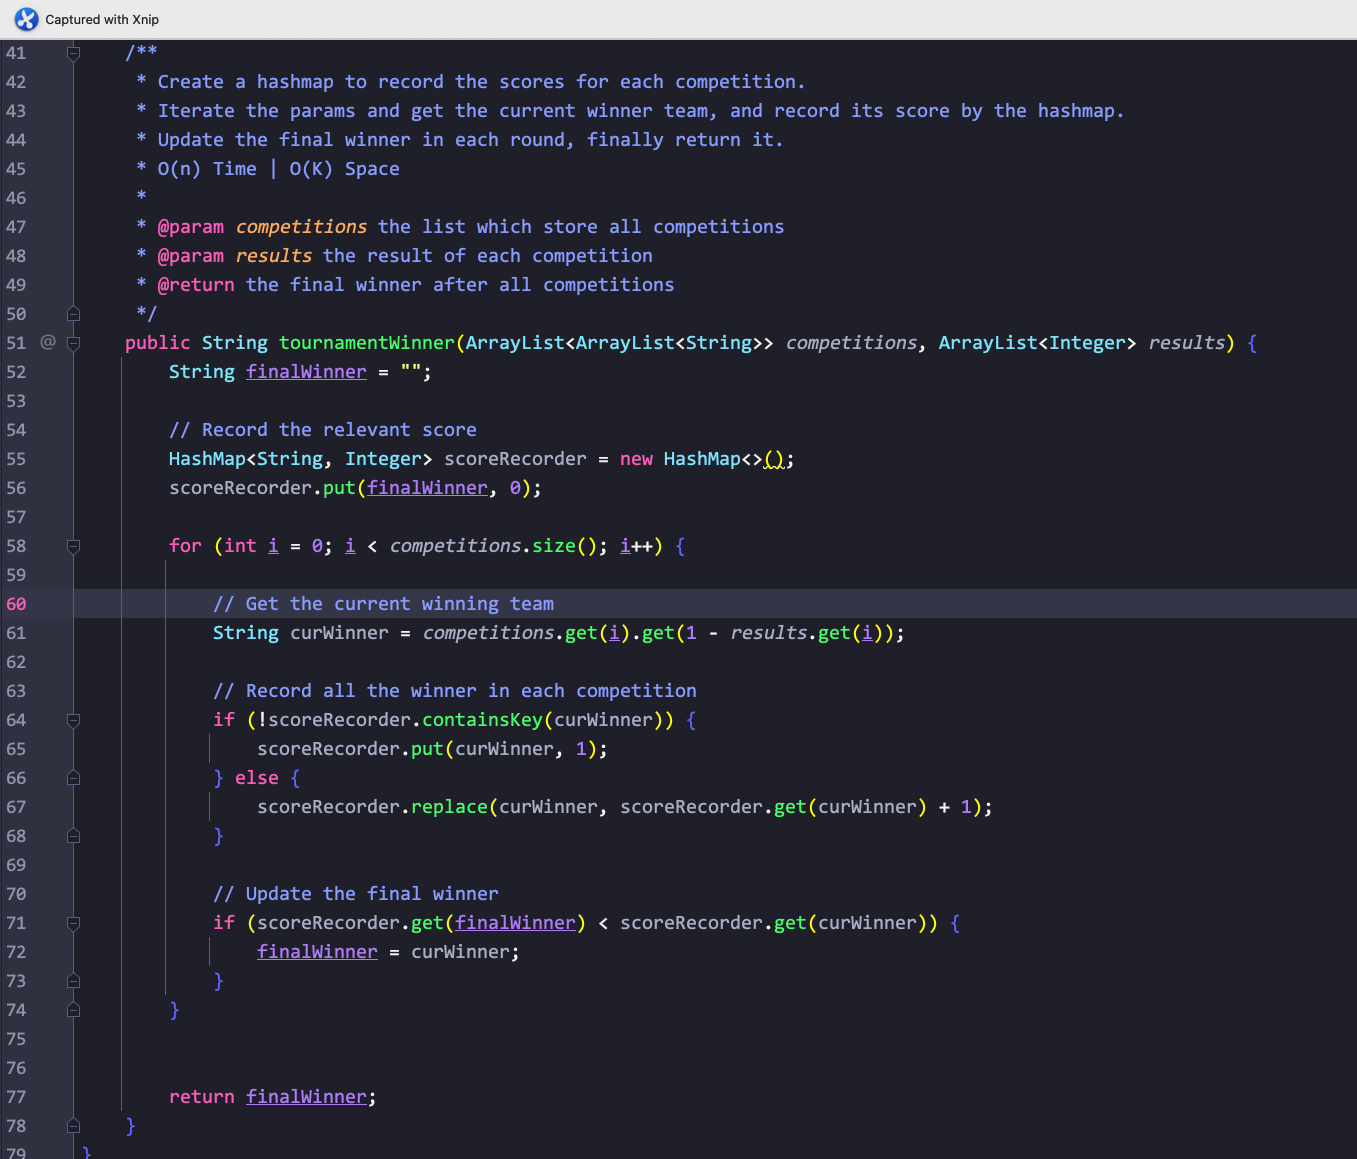 Captured with Xnip
41 /**
42 * Create a hashmap to record the scores for each competition.
43 * Iterate the params and get the current winner team, and record its score by the hashmap.
44 * Update the final winner in each round, finally return it.
45 * O(n) Time | O(K) Space
46 *
47 * @param competitions the list which store all competitions
48 * @param results the result of each competition
49 * @return the final winner after all competitions
50 */
51 @ public String tournamentWinner(ArrayList<ArrayList<String>> competitions, ArrayList<Integer> results) {
52 String finalWinner = "";
53
54 // Record the relevant score
55 HashMap<String, Integer> scoreRecorder = new HashMap<>();
56 scoreRecorder.put(finalWinner, 0);
57
58 for (int i = 0; i < competitions.size(); i++) {
59
60 // Get the current winning team
61 String curWinner = competitions.get(i).get(1 - results.get(i));
62
63 // Record all the winner in each competition
64 if (!scoreRecorder.containsKey(curWinner)) {
65 scoreRecorder.put(curWinner, 1);
66 } else {
67 scoreRecorder.replace(curWinner, scoreRecorder.get(curWinner) + 1);
68 }
69
70 // Update the final winner
71 if (scoreRecorder.get(finalWinner) < scoreRecorder.get(curWinner)) {
72 finalWinner = curWinner;
73 }
74 }
75
76
77 return finalWinner;
78 }
79 }